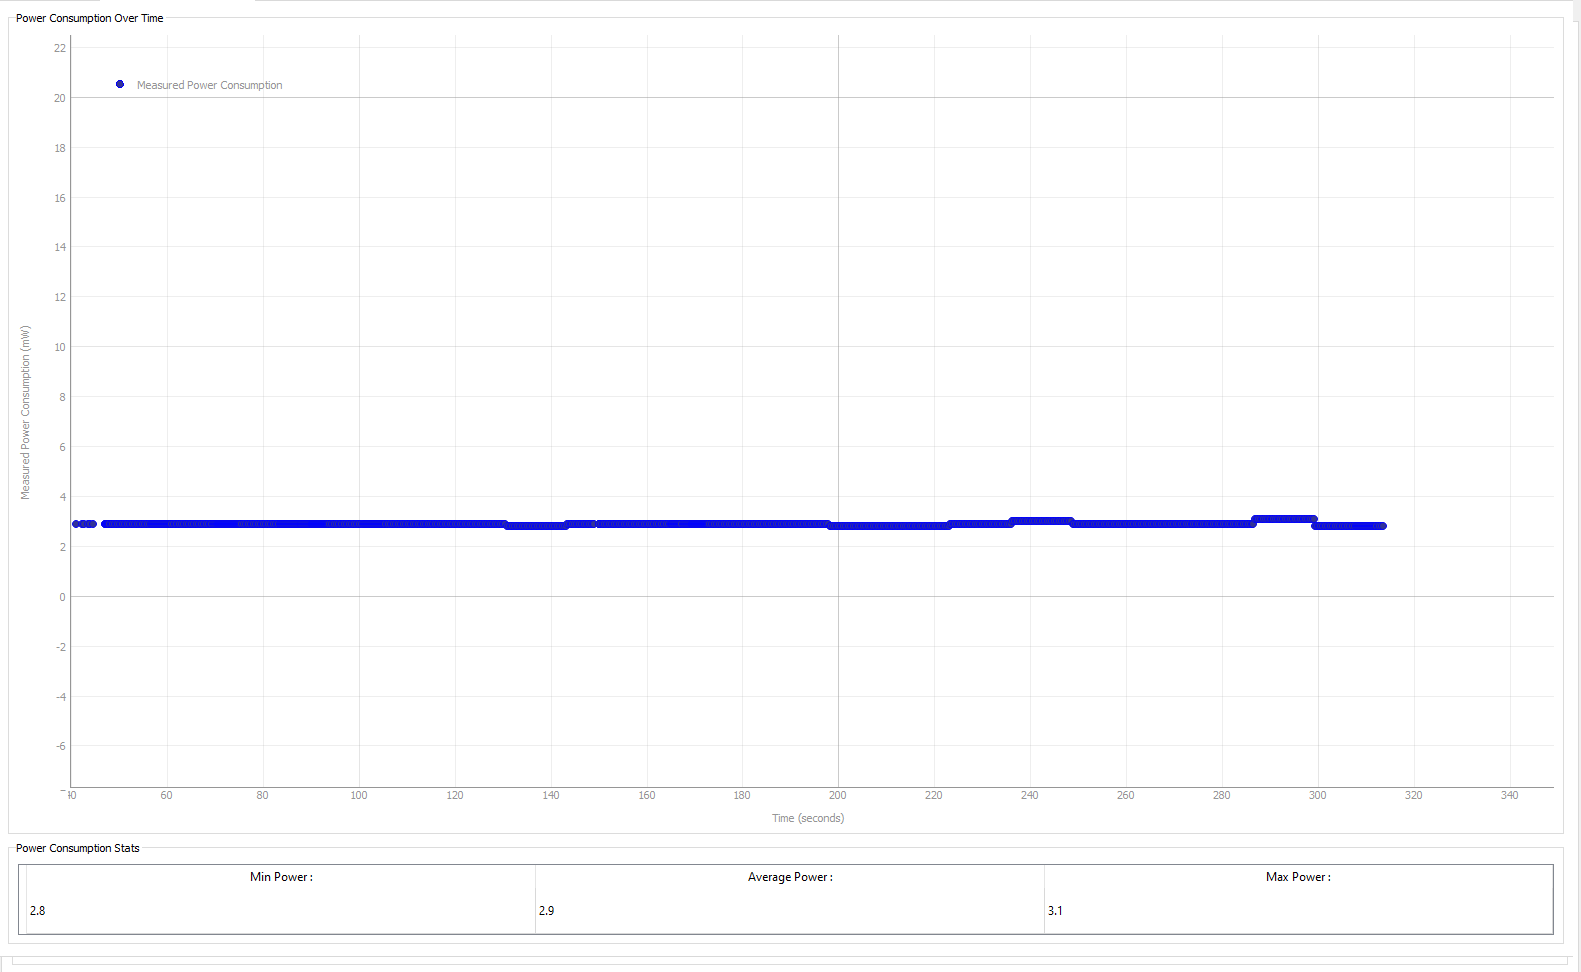 Power Consumption Over Time
22
Measured Power Consumption
20
18
16
14
12
10
8
6
4
2
0
-2
-4
-6
Measured Power Consumption (mW)
60 80 100 120 140 160 180 200 220 240 260 280 300 320 340
Time (seconds)
Power Consumption Stats
Min Power : Average Power : Max Power :
2.8 2.9 3.1